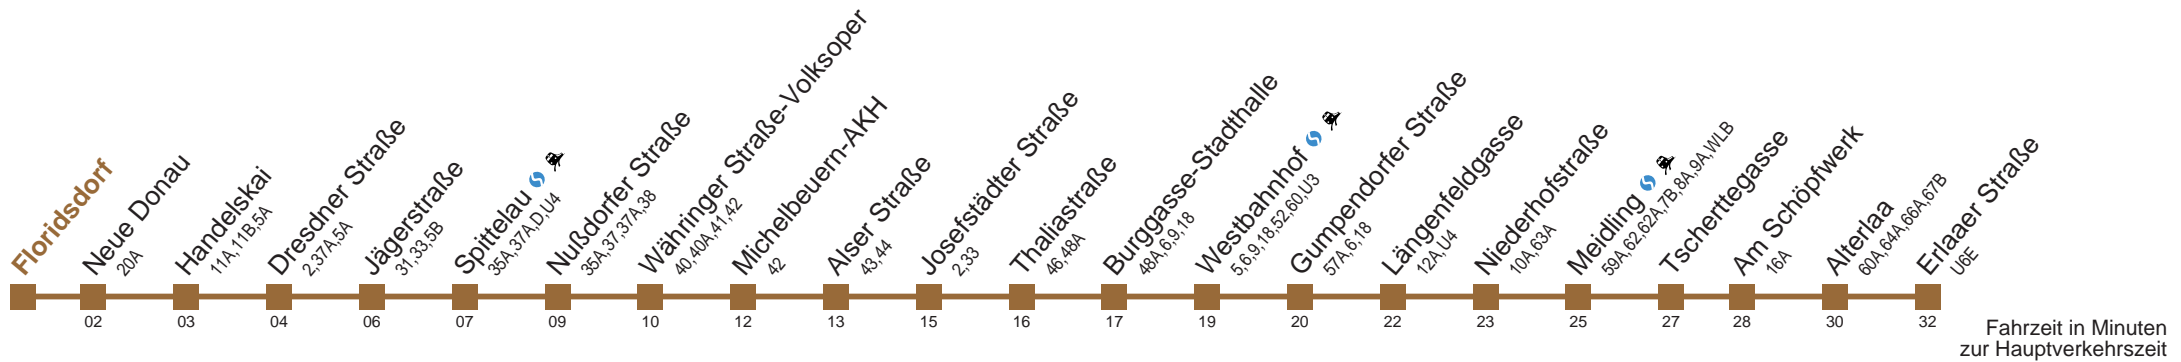 Floridsdorf
Neue Donau
20A
Handelskai
11A,11B,5A
Dresdner Straße
2,37A,5A
Jägerstraße
31,33,5B
Spittelau
35A,37A,D,U4
Nußdorfer Straße
35A,37,37A,38
Währinger Straße-Volksoper
40,40A,41,42
Michelbeuern-AKH
42
Alser Straße
43,44
Josefstädter Straße
2,33
Thaliastraße
46,48A
Burggasse-Stadthalle
48A,6,9,18
Westbahnhof
5,6,9,18,52,60,U3
Gumpendorfer Straße
57A,6,18
Längenfeldgasse
12A,U4
Niederhofstraße
10A,63A
Meidling
59A,62,62A,7B,8A,9A,WLB
Tscherttegasse
Am Schöpfwerk
16A
Alterlaa
60A,64A,66A,67B
Erlaaer Straße
U6E
02 03 04 06 07 09 10 12 13 15 16 17 19 20 22 23 25 27 28 30 32
Fahrzeit in Minuten
zur Hauptverkehrszeit